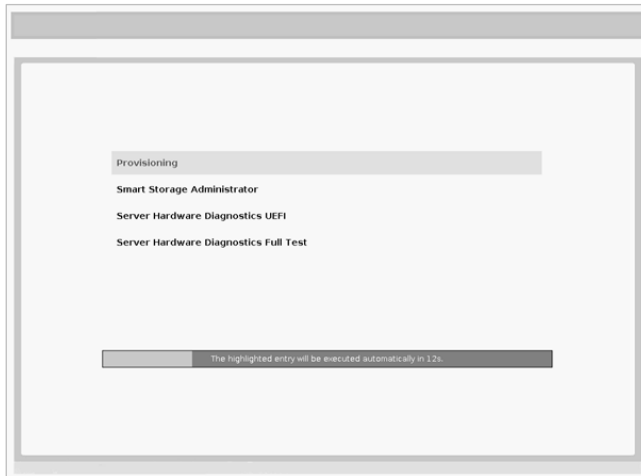 Provisioning
Smart Storage Administrator
Server Hardware Diagnostics UEFI
Server Hardware Diagnostics Full Test
The highlighted entry will be executed automatically in 12s.